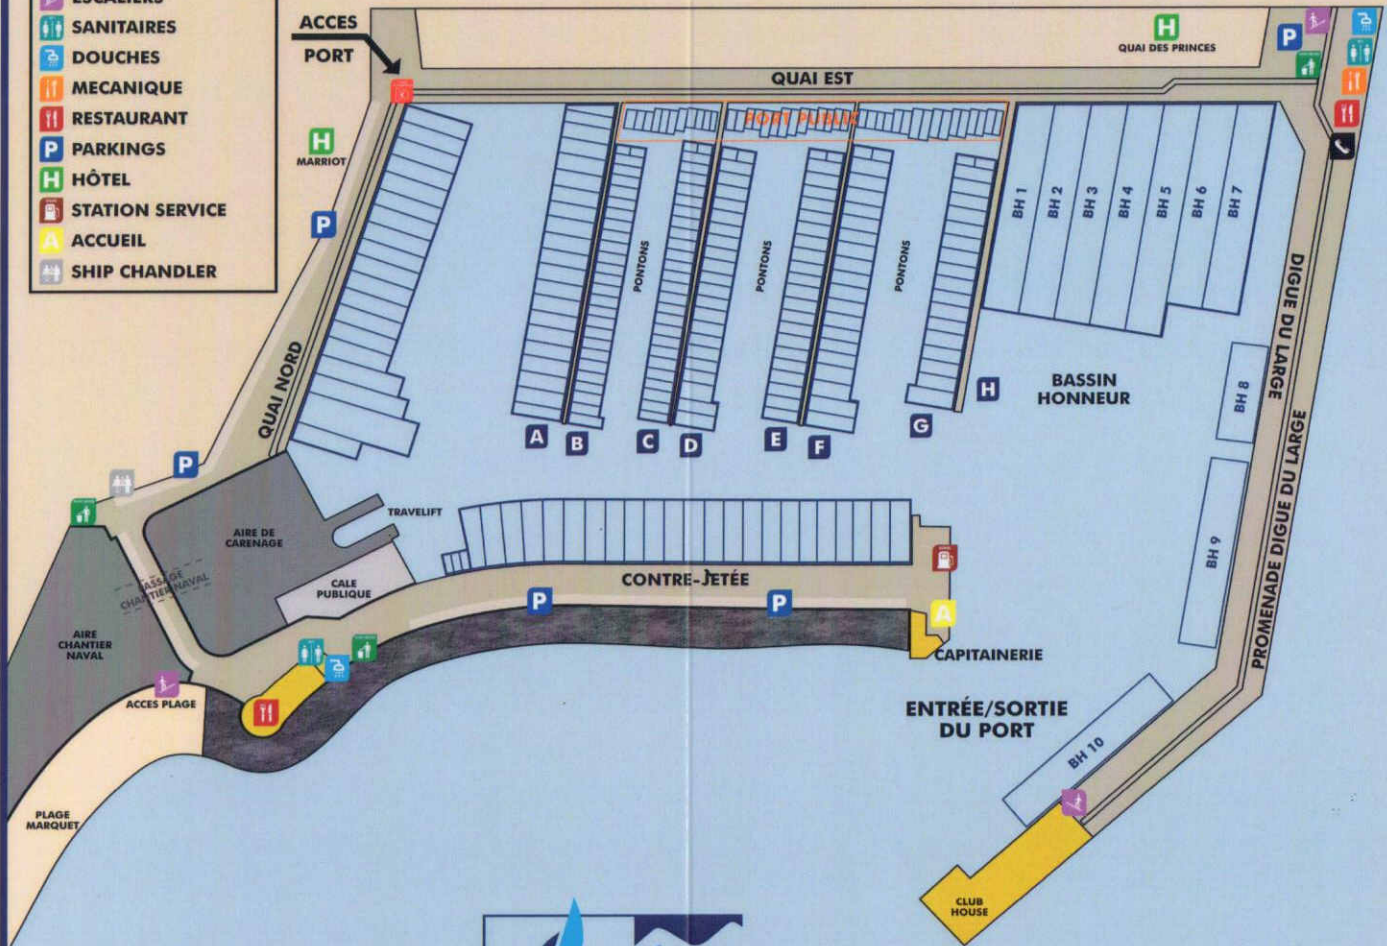 ESCALIERS
SANITAIRES
DOUCHES
MECANIQUE
RESTAURANT
P PARKINGS
H HÔTEL
STATION SERVICE
A ACCUEIL
SHIP CHANDLER
ACCES
PORT
H
QUAI DES PRINCES
P
QUAI EST
PORT PUBLIC
H
MARRIOT
P
QUAI NORD
PONTONS
PONTONS
PONTONS
BH 1
BH 2
BH 3
BH 4
BH 5
BH 6
BH 7
DIGUE DU LARGE
PROMENADE DIGUE DU LARGE
BH 8
BH 9
BH 10
BASSIN
HONNEUR
A
B
C
D
E
F
G
H
P
TRAVELIFT
AIRE DE
CARENAGE
PASSAGE
CHANTIER NAVAL
CALE
PUBLIQUE
CONTRE-JETÉE
P
P
A
CAPITAINERIE
AIRE
CHANTIER
NAVAL
ACCES PLAGE
ENTRÉE/SORTIE
DU PORT
PLAGE
MARQUET
CLUB
HOUSE